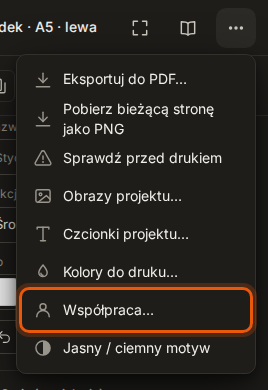 dek · A5 · lewa
Eksportuj do PDF...
Pobierz bieżącą stronę
jako PNG
Sprawdź przed drukiem
Obrazy projektu...
Czcionki projektu...
Kolory do druku...
Współpraca...
Jasny / ciemny motyw